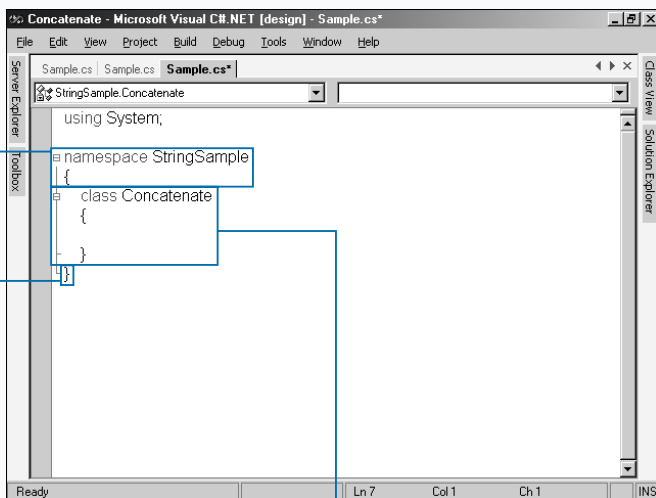 Concatenate - Microsoft Visual C#.NET [design] - Sample.cs*
File Edit View Project Build Debug Tools Window Help
Sample.cs Sample.cs Sample.cs*
StringSample.Concatenate
Server Explorer
Toolbox
Class View
Solution Explorer
using System;
namespace StringSample
{
class Concatenate
{
}
}
Ready Ln 7 Col 1 Ch 1 INS